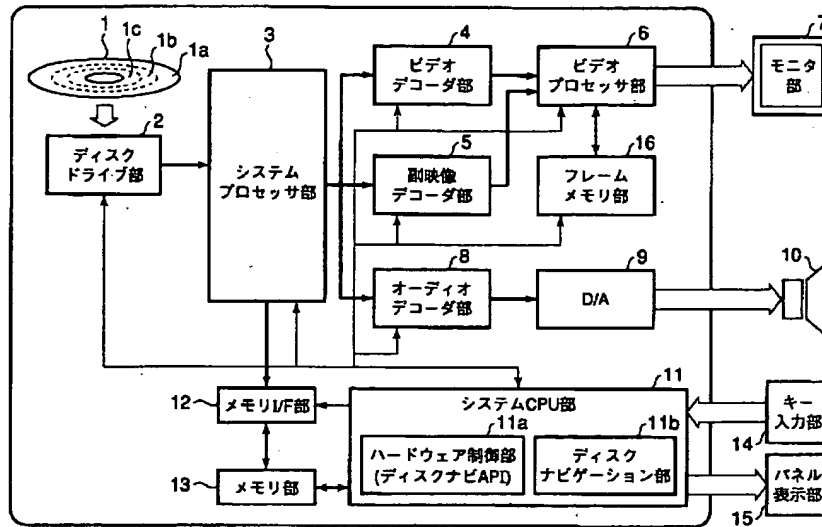 1
1c
1b
1a
2
ディスク
ドライブ部
3
システム
プロセッサ部
4
ビデオ
デコーダ部
5
副映像
デコーダ部
6
ビデオ
プロセッサ部
7
モニタ
部
16
フレーム
メモリ部
8
オーディオ
デコーダ部
9
D/A
10
11
システムCPU部
11a
ハードウェア制御部
(ディスクナビAPI)
11b
ディスク
ナビゲーション部
12
メモリI/F部
13
メモリ部
キー
入力部
14
パネル
表示部
15